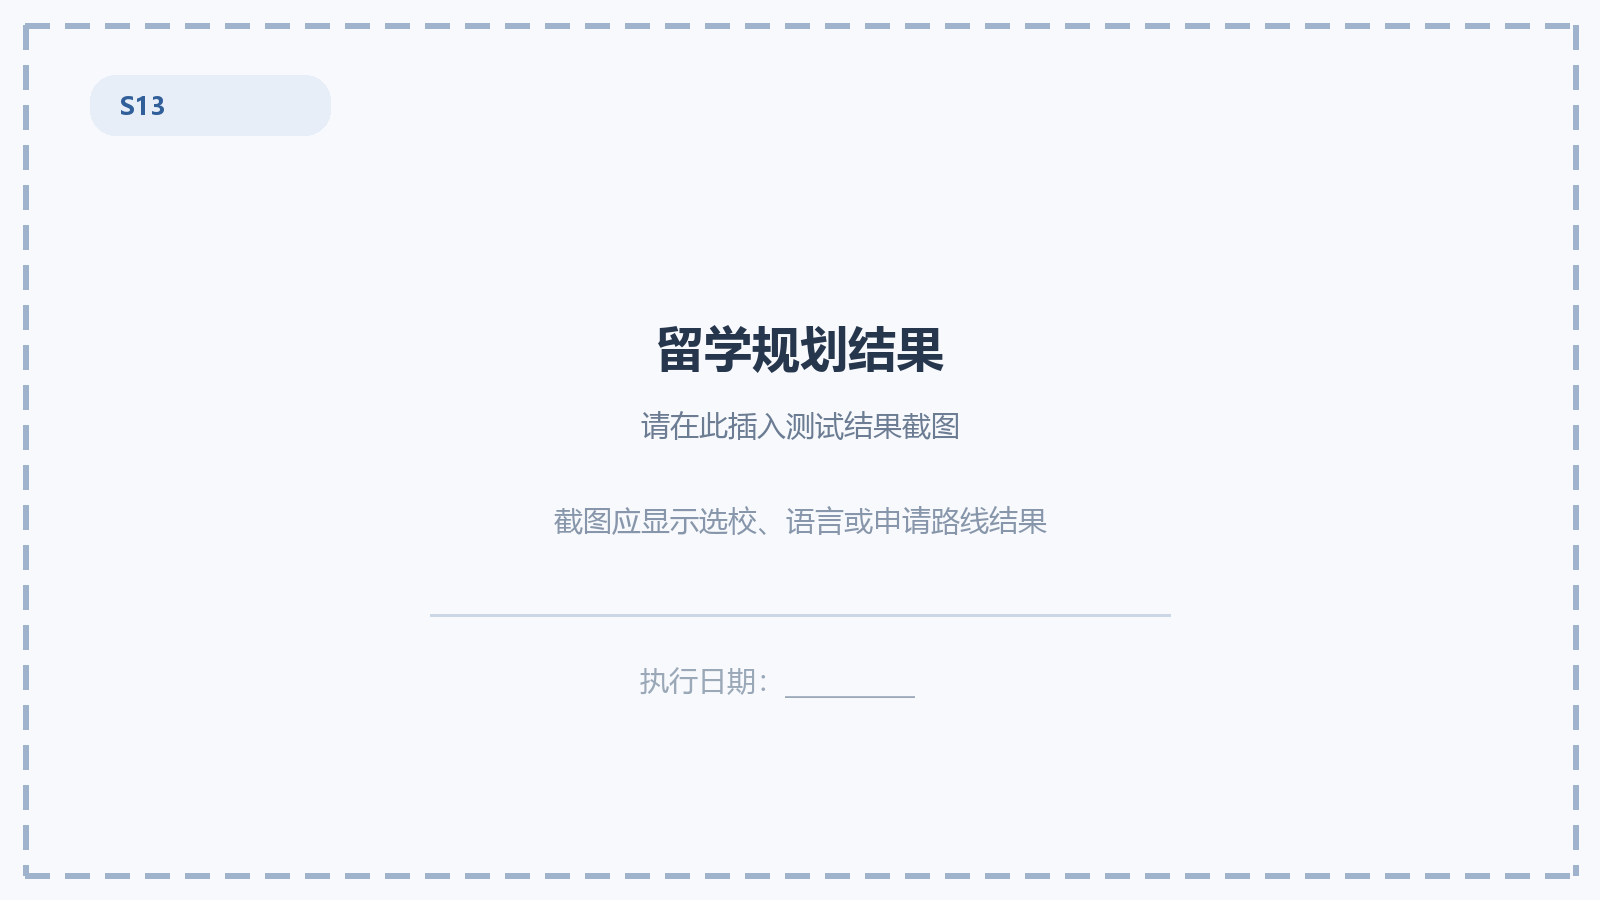 S13
留学规划结果
请在此插入测试结果截图
截图应显示选校、语言或申请路线结果
执行日期：_________